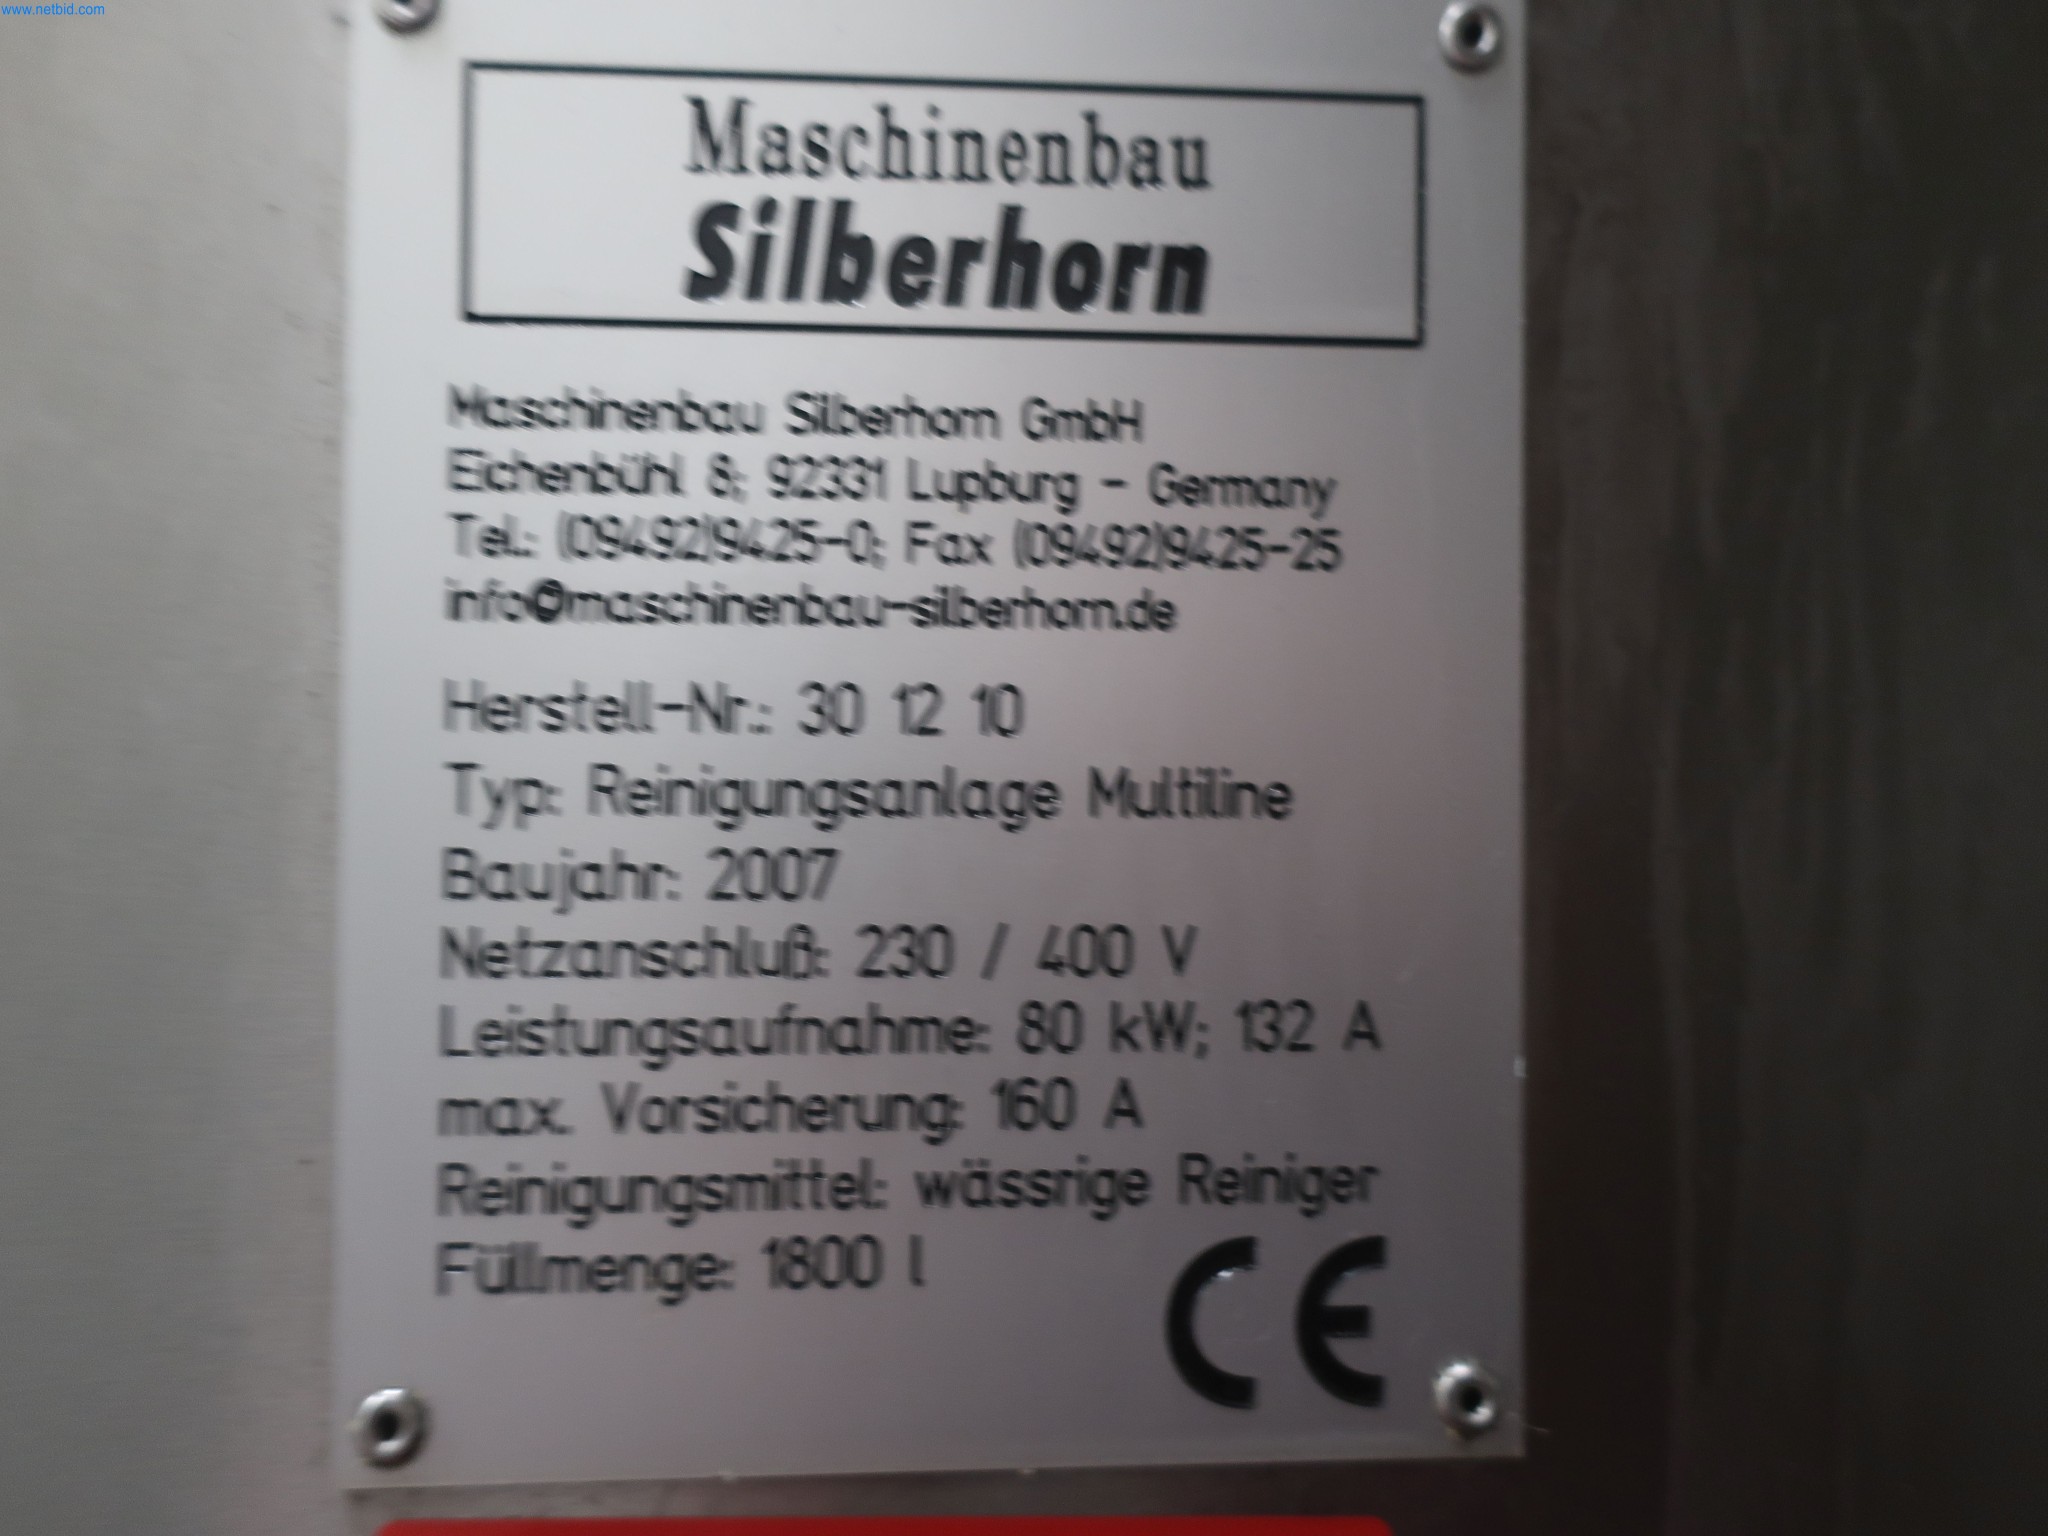 www.netbid.com
Maschinenbau
Silberhorn
Maschinenbau Silberhorn GmbH
Eichenbühl 8; 92331 Lupburg - Germany
Tel.: (09492)9425-0; Fax (09492)9425-25
info@maschinenbau-silberhorn.de
Herstell-Nr.: 30 12 10
Typ: Reinigungsanlage Multiline
Baujahr: 2007
Netzanschluß: 230 / 400 V
Leistungsaufnahme: 80 kW; 132 A
max. Vorsicherung: 160 A
Reinigungsmittel: wässrige Reiniger
Füllmenge: 1800 l
CE